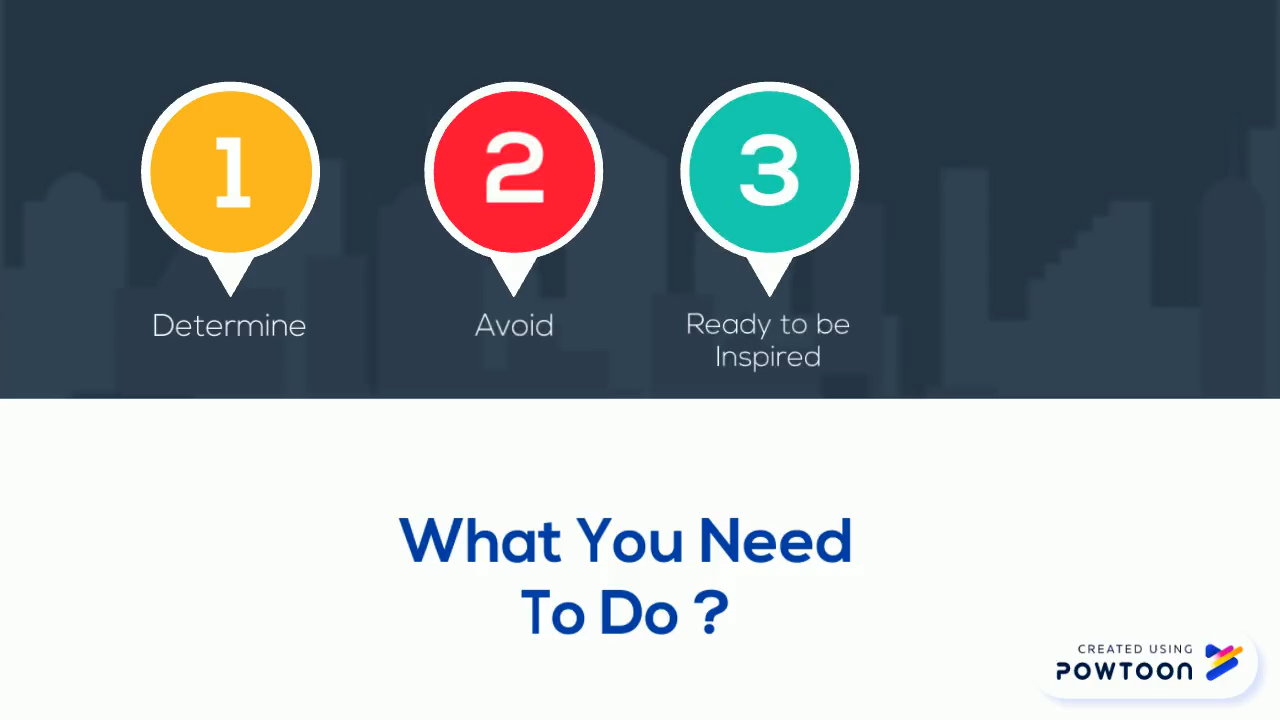 1
2
3
Determine
Avoid
Ready to be
Inspired
What You Need
To Do ?
CREATED USING
POWTOON